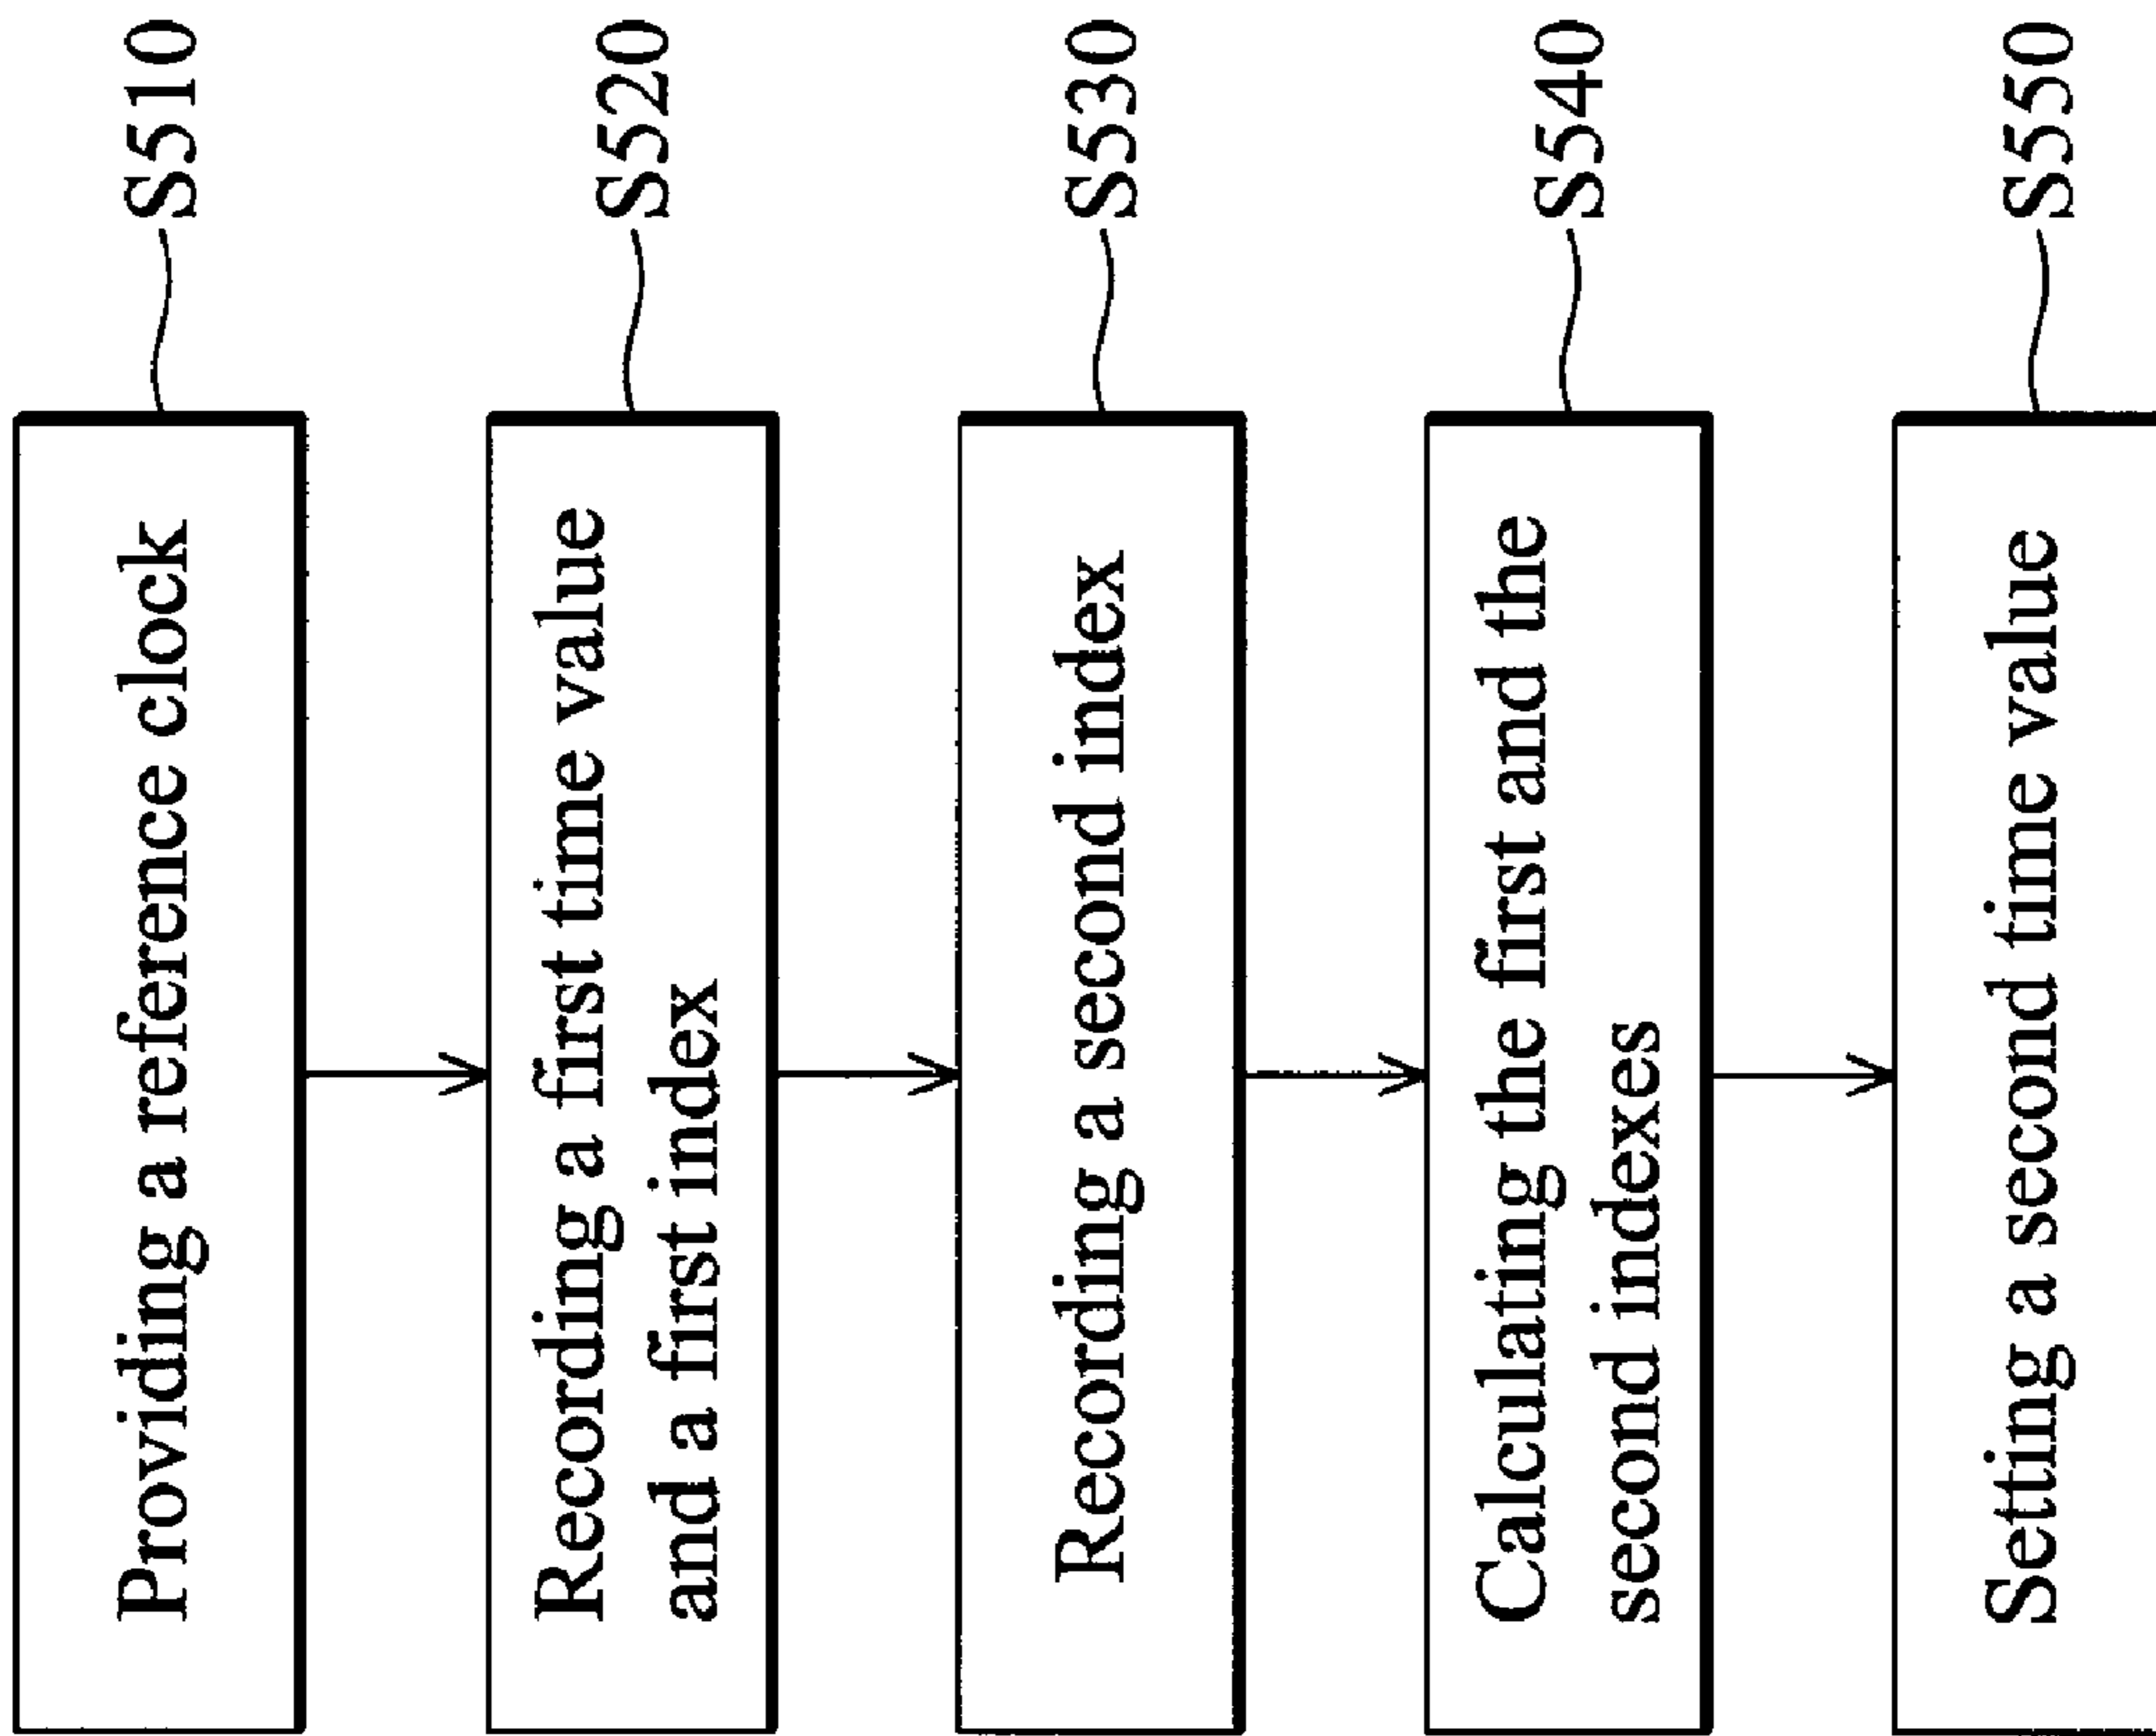 Providing a reference clock
S510
Recording a first time value
and a first index
S520
Recording a second index
S530
Calculating the first and the
second indexes
S540
Setting a second time value
S550